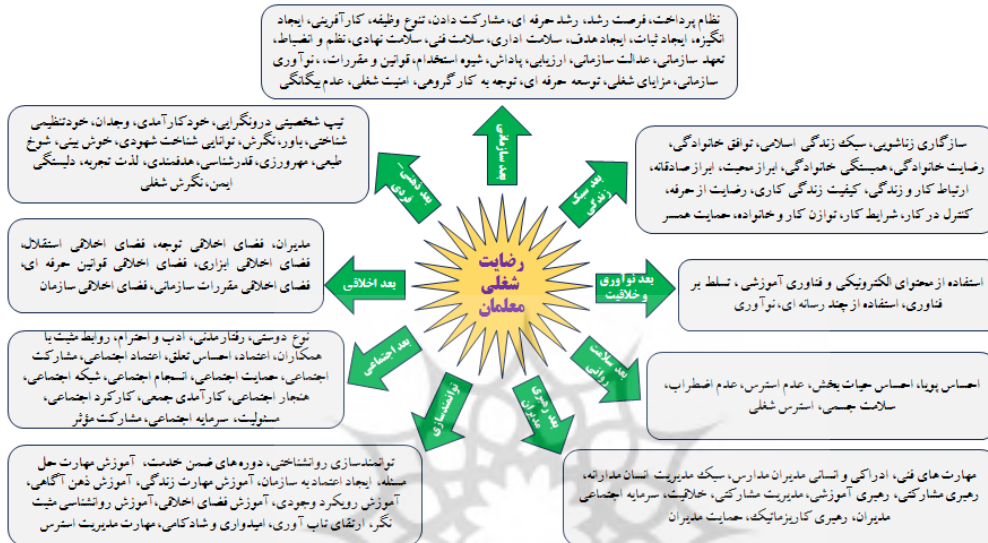 نظام پرداخت، فرصت رشد، رشد حرفه ای، مشارکت دادن، تنوع وظیفه، کارآفرینی، ایجاد
انگیزه، ایجاد ثبات، ایجاد هدف، سلامت اداری، سلامت فنی، سلامت نهادی، نظم و انضباط،
تعهد سازمانی، عدالت سازمانی، ارزیابی، پاداش، شیوه استخدام، قوانین و مقررات، ، نوآوری
سازمانی، مزایای شغلی، توسعه حرفه ای، توجه به کار گروهی، امنیت شغلی، عدم بیگانگی
بعد سازمانی
سازگاری زناشویی، سبک زندگی اسلامی، توافق خانوادگی،
رضایت خانوادگی، همبستگی خانوادگی، ابراز محبت، ابراز صادقانه،
ارتباط کار و زندگی، کیفیت زندگی کاری، رضایت از حرفه،
کنترل در کار، شرایط کار، توازن کار و خانواده، حمایت همسر
بعد سبک
زندگی
تیپ شخصیتی درونگرایی، خودکارآمدی، وجدان، خودتنظیمی
شناختی، باور، نگرش، توانایی شناخت شهودی، خوش بینی، شوخ
طبعی، مهرورزی، قدرشناسی، هدفمندی، لذت تجربه، دلبستگی
ایمن، نگرش شغلی
بعد ذهنی -
فردی
رضایت
شغلی
معلمان
استفاده از محتوای الکترونیکی و فناوری آموزشی، تسلط بر
فناوری، استفاده از چند رسانه ای، نوآوری
بعد نوآوری
و خلاقیت
مدیران، فضای اخلاقی توجه، فضای اخلاقی استقلال،
فضای اخلاقی ابزاری، فضای اخلاقی قوانین حرفه ای،
فضای اخلاقی مقررات سازمانی، فضای اخلاقی سازمان
بعد اخلاقی
احساس پویا، احساس حیات بخش، عدم استرس، عدم اضطراب،
سلامت جسمی، استرس شغلی
بعد سلامت
روانی
نوع دوستی، رفتار مدنی، ادب و احترام، روابط مثبت با
همکاران، اعتماد، احساس تعلق، اعتماد اجتماعی، مشارکت
اجتماعی، حمایت اجتماعی، انسجام اجتماعی، شبکه اجتماعی،
هنجار اجتماعی، کارآمدی جمعی، کارکرد اجتماعی،
مسئولیت، سرمایه اجتماعی، مشارکت مؤثر
بعد اجتماعی
مهارت های فنی، ادراکی و انسانی مدیران مدارس، سبک مدیریت انسان مدارانه،
رهبری مشارکتی، رهبری آموزشی، مدیریت مشارکتی، خلاقیت، سرمایه اجتماعی
مدیران، رهبری کاریزماتیک، حمایت مدیران
بعد رهبری
مدیران
توانمندسازی روانشناختی، دوره های ضمن خدمت، آموزش مهارت حل
مسئله، ایجاد اعتماد به سازمان، آموزش مهارت زندگی، آموزش ذهن آگاهی،
آموزش رویکرد وجودی، آموزش فضای اخلاقی، آموزش روانشناسی مثبت
نگر، ارتقای تاب آوری، امیدواری و شادکامی، مهارت مدیریت استرس
توانمندسازی